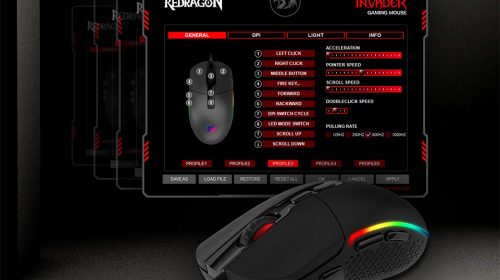 REDRAGON
INVADER
GAMING MOUSE
GENERAL DPI LIGHT INFO
1 LEFT CLICK
2 RIGHT CLICK
3 MIDDLE BUTTON
4 FIRE KEY...
5 FORWARD
6 BACKWARD
7 DPI SWITCH CYCLE
8 LED MODE SWITCH
SCROLL UP
SCROLL DOWN
ACCELERATION
POINTER SPEED
SCROLL SPEED
DOUBLECLICK SPEED
POLLING RATE
125HZ 250HZ 500HZ 1000HZ
PROFILE1 PROFILE2 PROFILE3 PROFILE4 PROFILE5
SAVE AS LOAD FILE RESTORE RESET ALL OK CANCEL APPLY